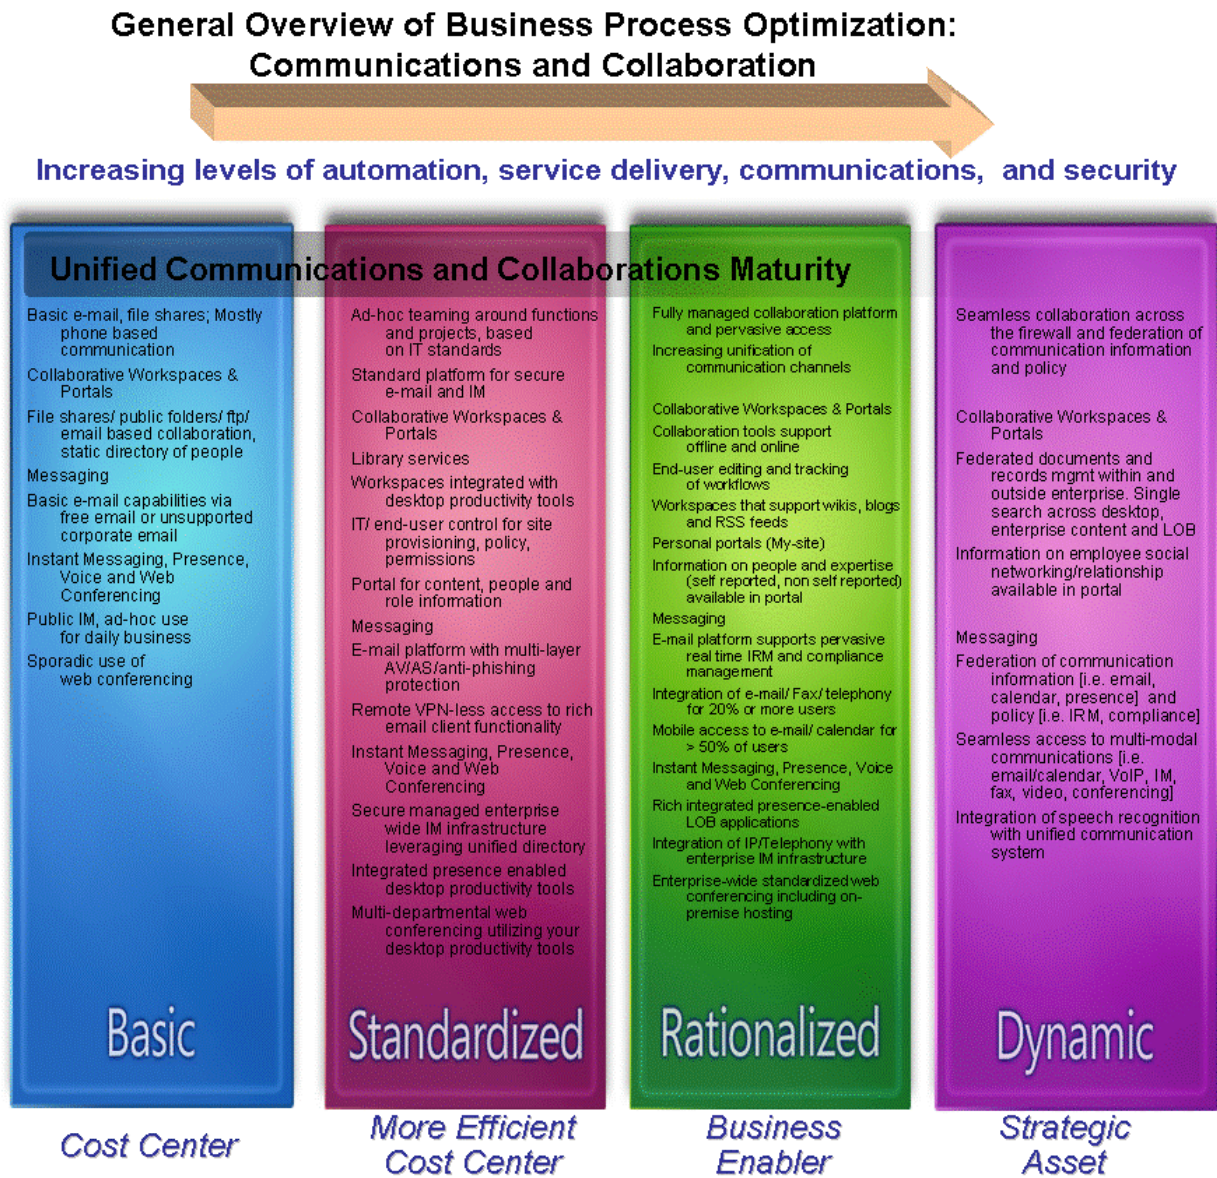 General Overview of Business Process Optimization:
Communications and Collaboration
Increasing levels of automation, service delivery, communications,  and security
Unified Communications and Collaborations Maturity
Basic e-mail, file shares; Mostly
phone based
communication
Collaborative Workspaces &
Portals
File shares/ public folders/ ftp/
email based collaboration,
static directory of people
Messaging
Basic e-mail capabilities via
free email or unsupported
corporate email
Instant Messaging, Presence,
Voice and Web
Conferencing
Public IM, ad-hoc use
for daily business
Sporadic use of
web conferencing
Basic
Cost Center
Ad-hoc teaming around functions
and projects, based
on IT standards
Standard platform for secure
e-mail and IM
Collaborative Workspaces &
Portals
Library services
Workspaces integrated with
desktop productivity tools
IT/ end-user control for site
provisioning, policy,
permissions
Portal for content, people and
role information
Messaging
E-mail platform with multi-layer
AV/AS/anti-phishing
protection
Remote VPN-less access to rich
email client functionality
Instant Messaging, Presence,
Voice and Web
Conferencing
Secure managed enterprise
wide IM infrastructure
leveraging unified directory
Integrated presence enabled
desktop productivity tools
Multi-departmental web
conferencing utilizing your
desktop productivity tools
Standardized
More Efficient
Cost Center
Fully managed collaboration platform
and pervasive access
Increasing unification of
communication channels
Collaborative Workspaces & Portals
Collaboration tools support
offline and online
End-user editing and tracking
of workflows
Workspaces that support wikis, blogs
and RSS feeds
Personal portals (My-site)
Information on people and expertise
(self reported, non self reported)
available in portal
Messaging
E-mail platform supports pervasive
real time IRM and compliance
management
Integration of e-mail/ Fax/ telephony
for 20% or more users
Mobile access to e-mail/ calendar for
> 50% of users
Instant Messaging, Presence, Voice
and Web Conferencing
Rich integrated presence-enabled
LOB applications
Integration of IP/Telephony with
enterprise IM infrastructure
Enterprise-wide standardized web
conferencing including on-
premise hosting
Rationalized
Business
Enabler
Seamless collaboration across
the firewall and federation of
communication information
and policy
Collaborative Workspaces &
Portals
Federated documents and
records mgmt within and
outside enterprise. Single
search across desktop,
enterprise content and LOB
Information on employee social
networking/relationship
available in portal
Messaging
Federation of communication
information [i.e. email,
calendar, presence]  and
policy [i.e. IRM, compliance]
Seamless access to multi-modal
communications [i.e.
email/calendar, VoIP, IM,
fax, video, conferencing]
Integration of speech recognition
with unified communication
system
Dynamic
Strategic
Asset